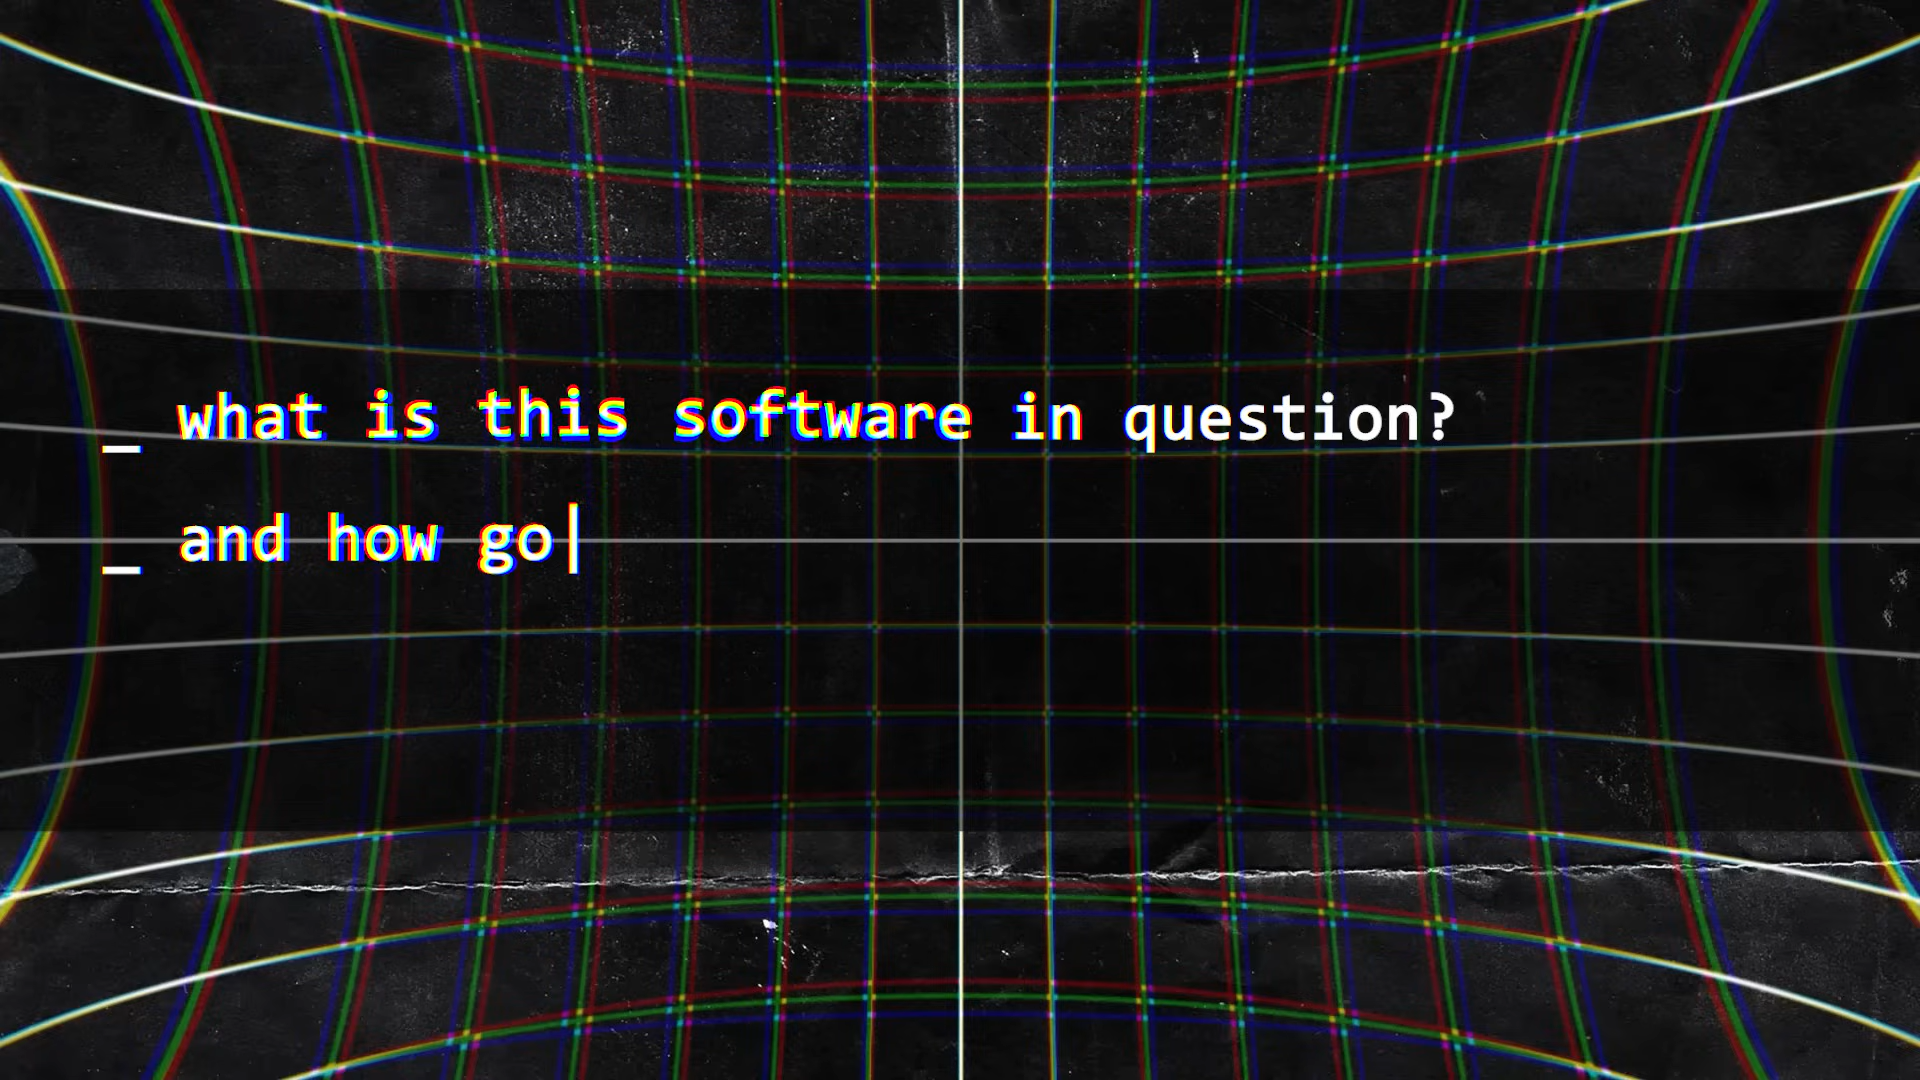 _ what is this software in question?
_ and how go|